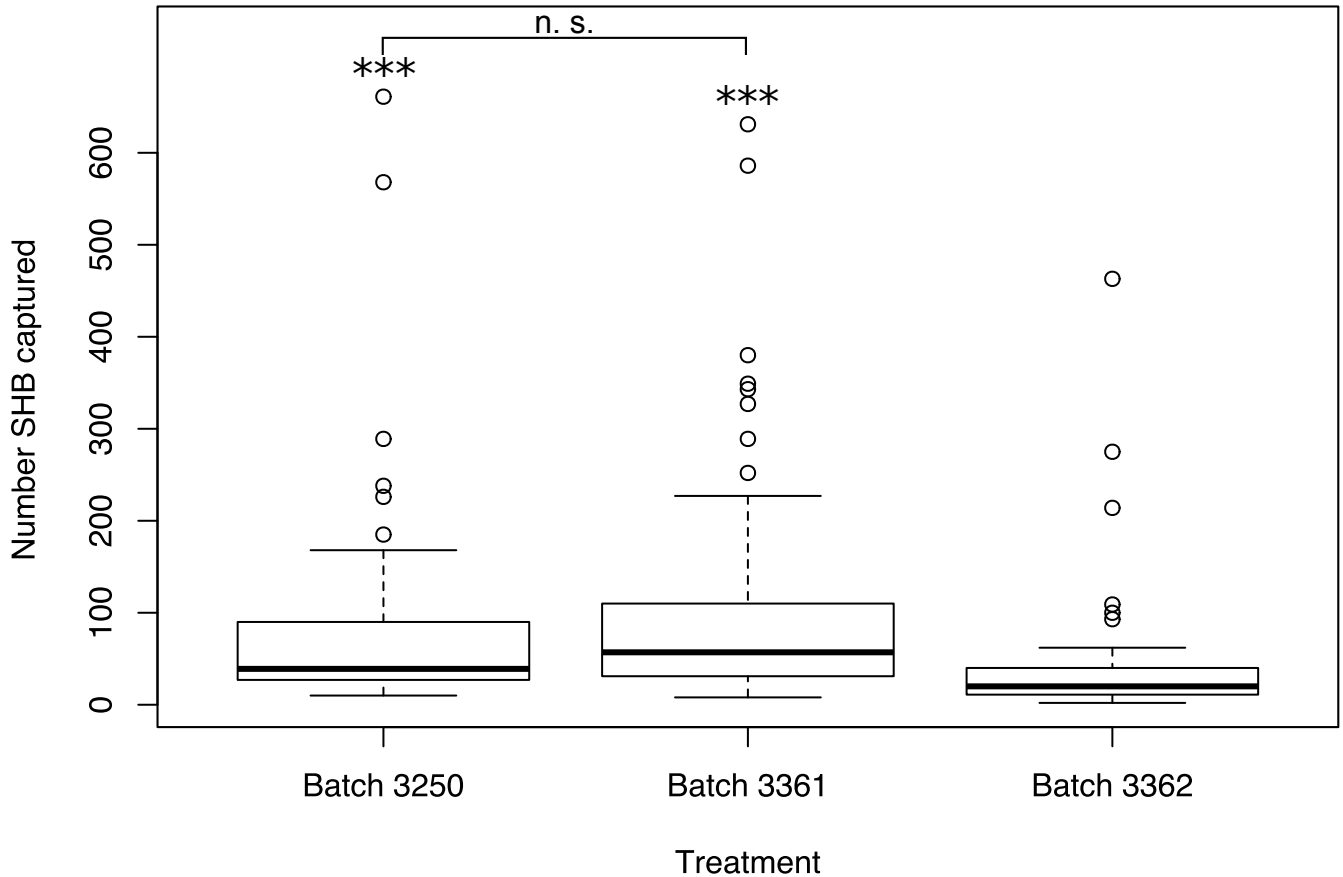 n. s.
***
***
Number SHB captured
600
500
400
300
200
100
0
Batch 3250
Batch 3361
Batch 3362
Treatment